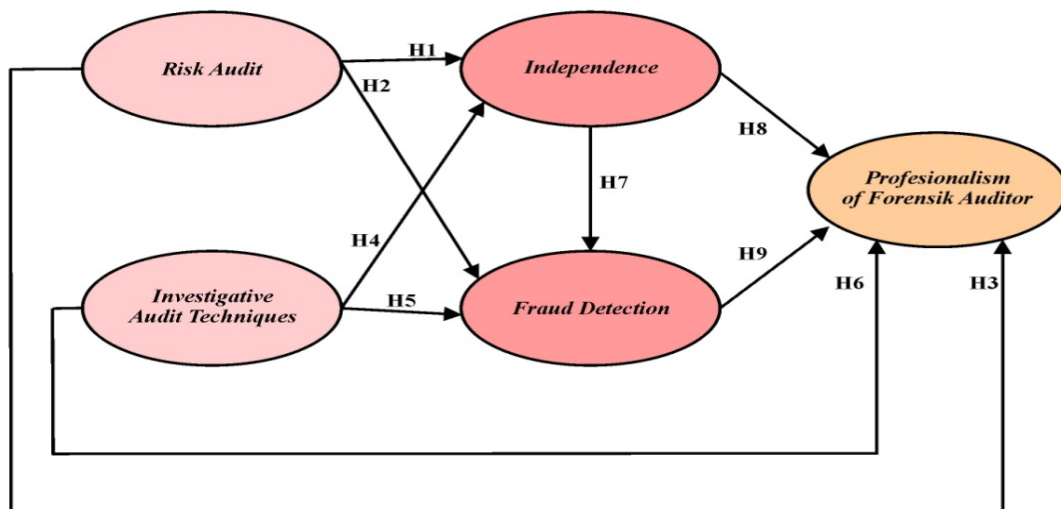 Risk Audit
H1
Independence
H2
H8
Profesionalism
of Forensik Auditor
H7
H4
H9
Investigative
Audit Techniques
H5
Fraud Detection
H6
H3